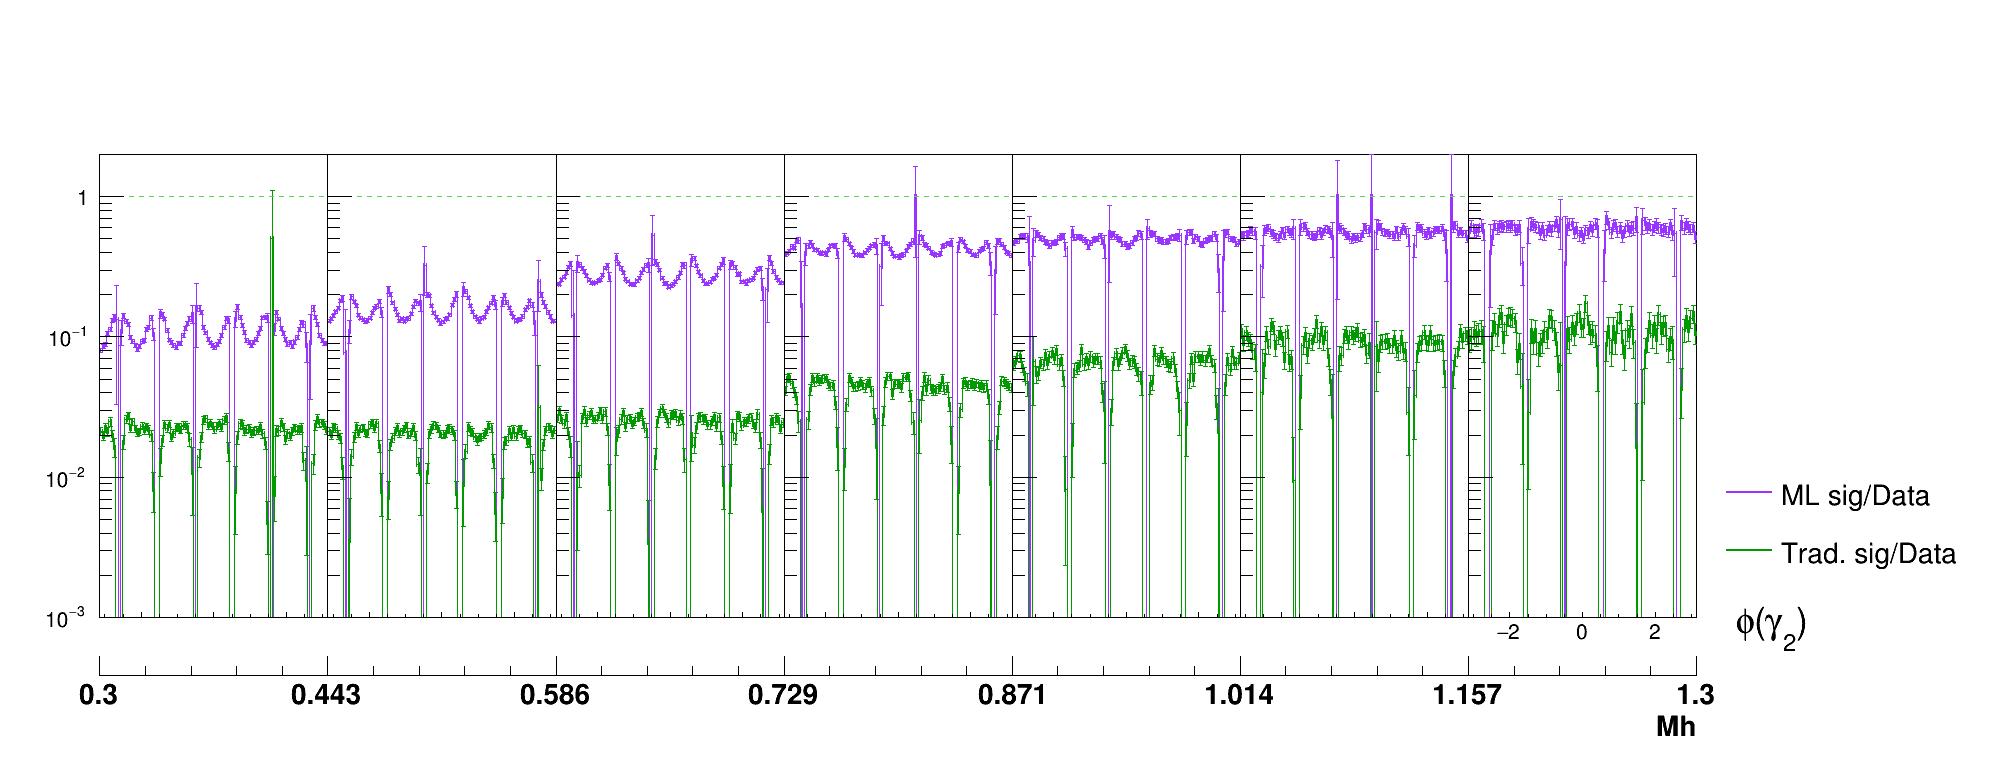 1
10⁻¹
10⁻²
10⁻³
ML sig/Data
Trad. sig/Data
−2 0 2
ϕ(γ₂)
0.3 0.443 0.586 0.729 0.871 1.014 1.157 1.3
Mh